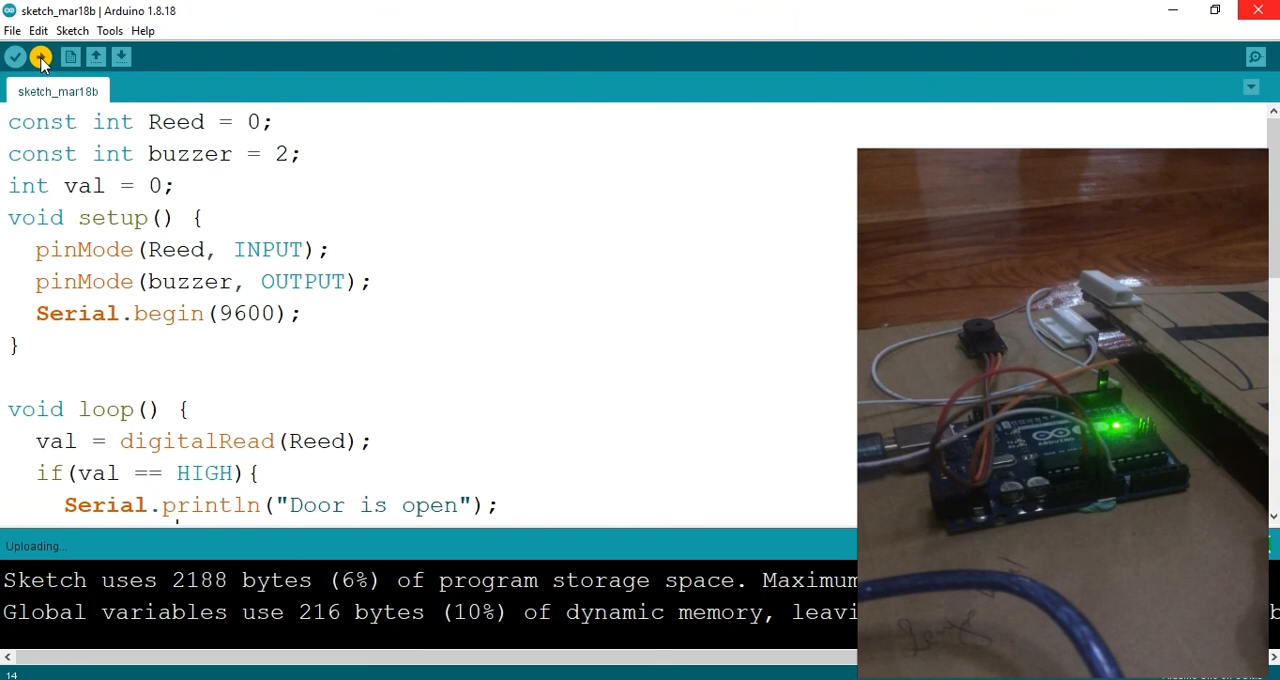 sketch_mar18b | Arduino 1.8.18
File Edit Sketch Tools Help
sketch_mar18b
const int Reed = 0;
const int buzzer = 2;
int val = 0;
void setup() {
  pinMode(Reed, INPUT);
  pinMode(buzzer, OUTPUT);
  Serial.begin(9600);
}
void loop() {
  val = digitalRead(Reed);
  if(val == HIGH){
    Serial.println("Door is open");
Uploading...
Sketch uses 2188 bytes (6%) of program storage space. Maximum
Global variables use 216 bytes (10%) of dynamic memory, leavi
14